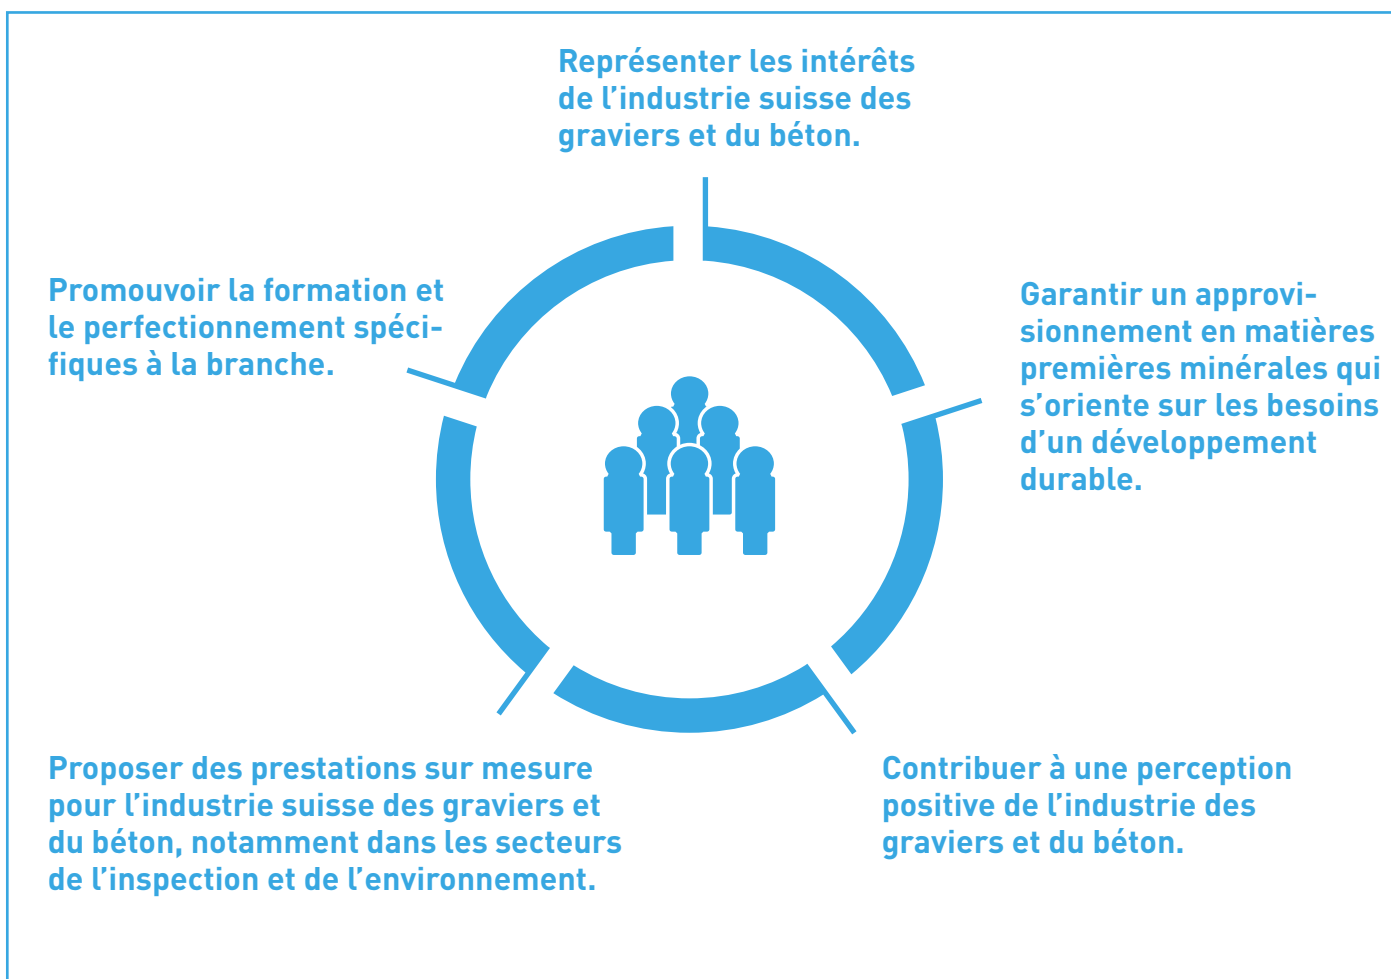 Représenter les intérêts
de l’industrie suisse des
graviers et du béton.
Promouvoir la formation et
le perfectionnement spéci-
fiques à la branche.
Garantir un approvi-
sionnement en matières
premières minérales qui
s’oriente sur les besoins
d’un développement
durable.
Proposer des prestations sur mesure
pour l’industrie suisse des graviers et
du béton, notamment dans les secteurs
de l’inspection et de l’environnement.
Contribuer à une perception
positive de l’industrie des
graviers et du béton.